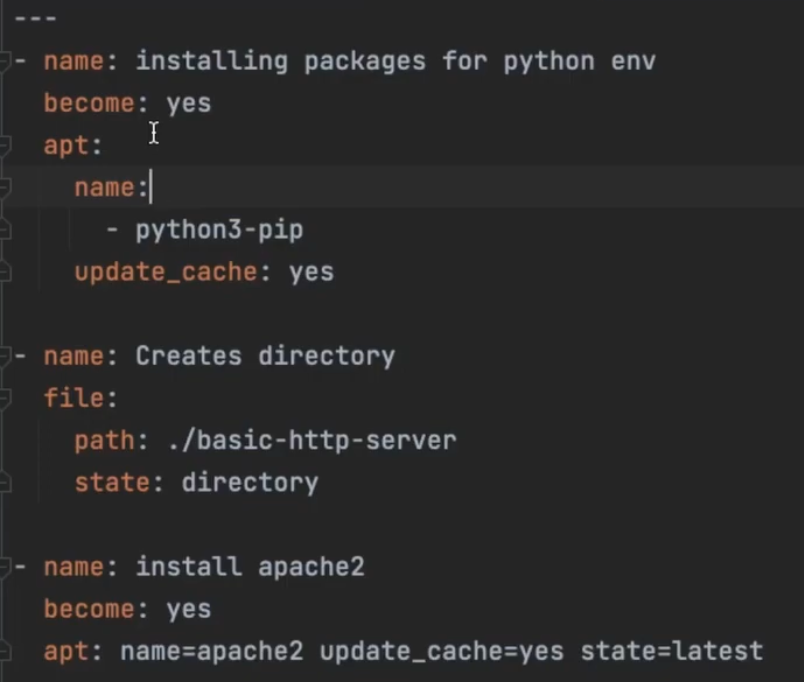 ---
- name: installing packages for python env
  become: yes
  apt:
    name:
      - python3-pip
    update_cache: yes

- name: Creates directory
  file:
    path: ./basic-http-server
    state: directory

- name: install apache2
  become: yes
  apt: name=apache2 update_cache=yes state=latest